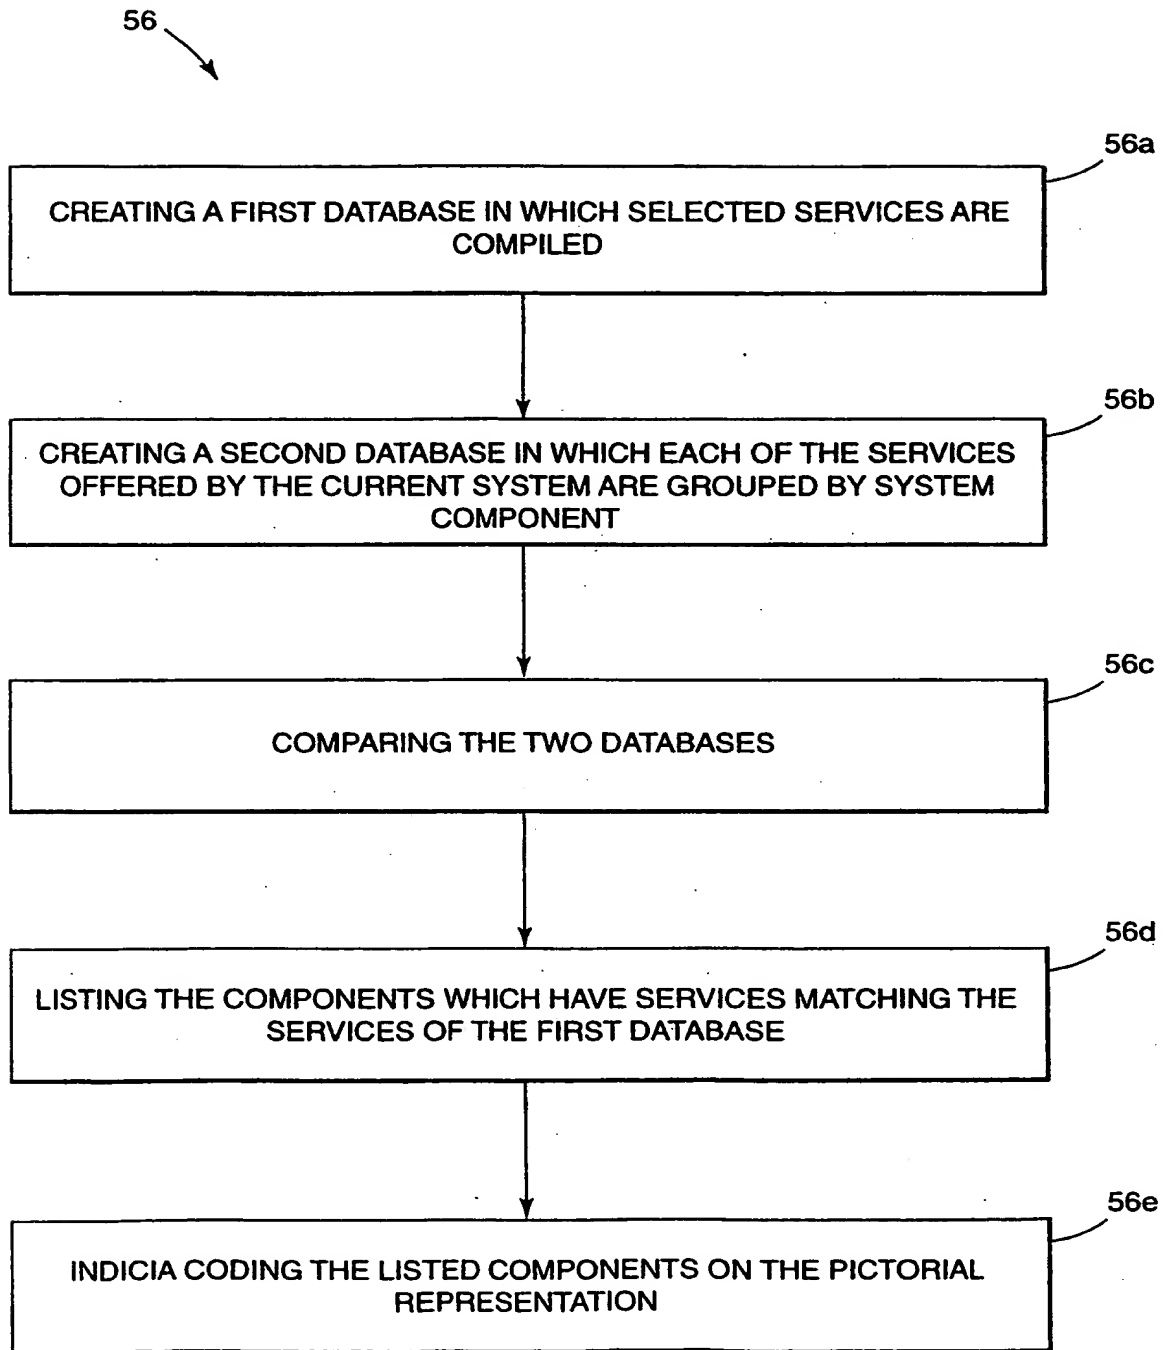 56
56a
CREATING A FIRST DATABASE IN WHICH SELECTED SERVICES ARE
COMPILED
56b
CREATING A SECOND DATABASE IN WHICH EACH OF THE SERVICES
OFFERED BY THE CURRENT SYSTEM ARE GROUPED BY SYSTEM
COMPONENT
56c
COMPARING THE TWO DATABASES
56d
LISTING THE COMPONENTS WHICH HAVE SERVICES MATCHING THE
SERVICES OF THE FIRST DATABASE
56e
INDICIA CODING THE LISTED COMPONENTS ON THE PICTORIAL
REPRESENTATION